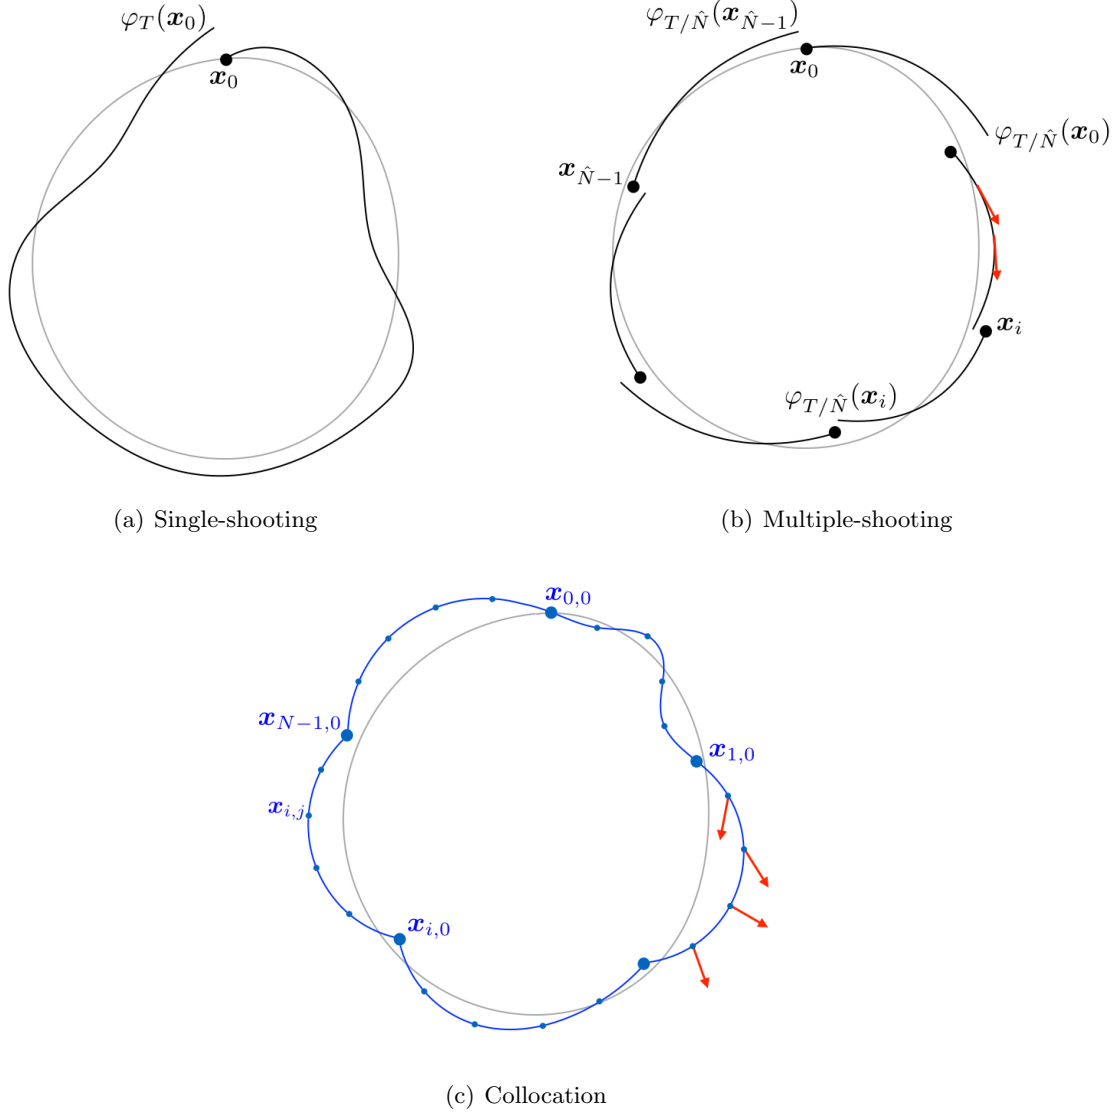 φ_T(x_0)
x_0
(a) Single-shooting
φ_{T/N̂}(x_{N̂−1})
x_0
φ_{T/N̂}(x_0)
x_{N̂−1}
x_i
φ_{T/N̂}(x_i)
(b) Multiple-shooting
x_{0,0}
x_{N−1,0}
x_{1,0}
x_{i,j}
x_{i,0}
(c) Collocation